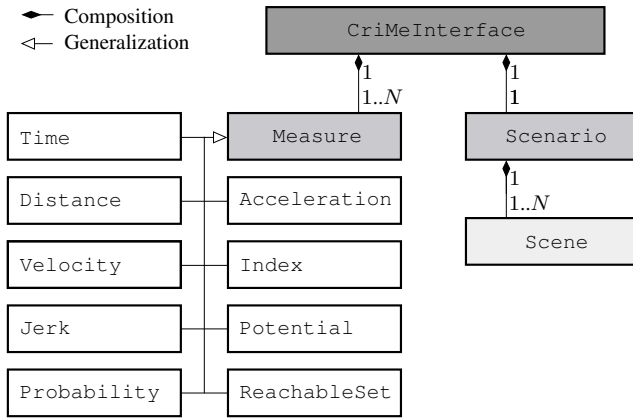 Composition
Generalization
CriMeInterface
1
1..N
1
1
Time
Measure
Scenario
1
1..N
Distance
Acceleration
Scene
Velocity
Index
Jerk
Potential
Probability
ReachableSet